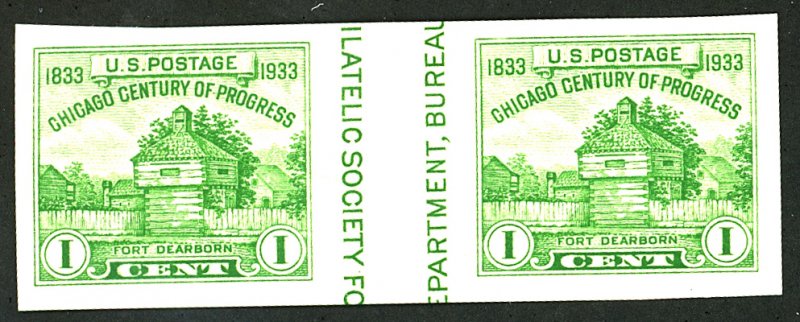 U.S. POSTAGE
1833 1933
CHICAGO CENTURY OF PROGRESS
FORT DEARBORN
I CENT I
ILATELIC SOCIETY FO
EPARTMENT, BUREAU
U.S. POSTAGE
1833 1933
CHICAGO CENTURY OF PROGRESS
FORT DEARBORN
I CENT I